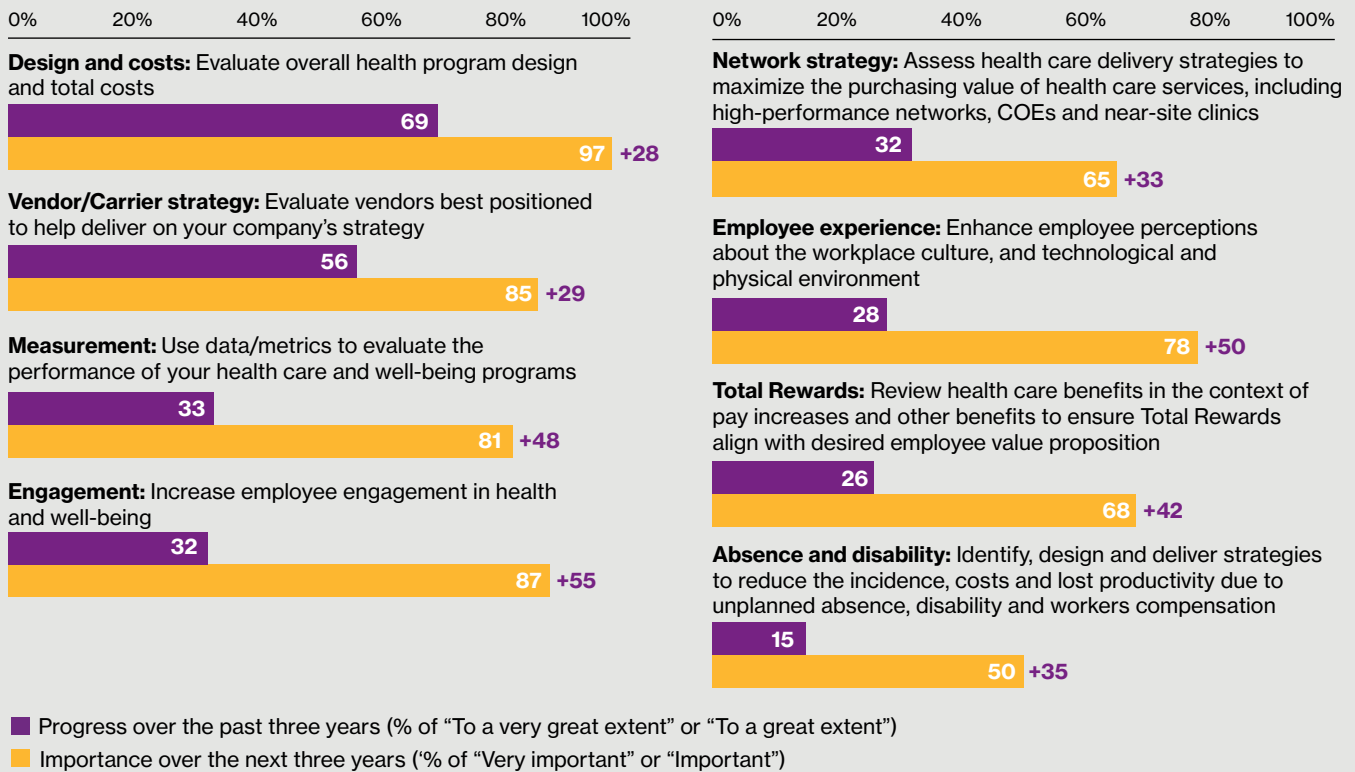 0% 20% 40% 60% 80% 100%
Design and costs: Evaluate overall health program design
and total costs
69
97 +28
Vendor/Carrier strategy: Evaluate vendors best positioned
to help deliver on your company’s strategy
56
85 +29
Measurement: Use data/metrics to evaluate the
performance of your health care and well-being programs
33
81 +48
Engagement: Increase employee engagement in health
and well-being
32
87 +55
0% 20% 40% 60% 80% 100%
Network strategy: Assess health care delivery strategies to
maximize the purchasing value of health care services, including
high-performance networks, COEs and near-site clinics
32
65 +33
Employee experience: Enhance employee perceptions
about the workplace culture, and technological and
physical environment
28
78 +50
Total Rewards: Review health care benefits in the context of
pay increases and other benefits to ensure Total Rewards
align with desired employee value proposition
26
68 +42
Absence and disability: Identify, design and deliver strategies
to reduce the incidence, costs and lost productivity due to
unplanned absence, disability and workers compensation
15
50 +35
Progress over the past three years (% of “To a very great extent” or “To a great extent”)
Importance over the next three years (‘% of “Very important” or “Important”)